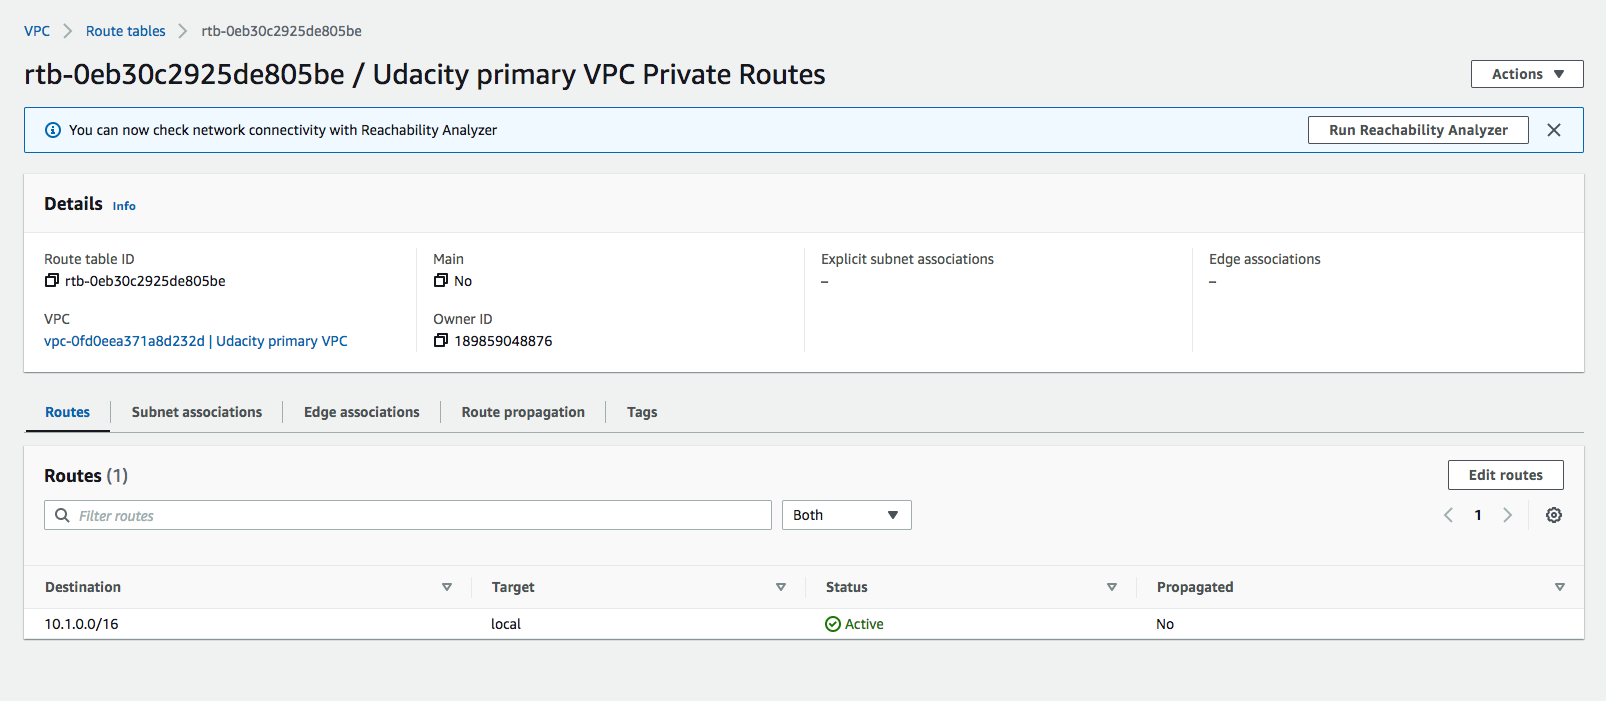 VPC > Route tables > rtb-0eb30c2925de805be
rtb-0eb30c2925de805be / Udacity primary VPC Private Routes
Actions
You can now check network connectivity with Reachability Analyzer
Run Reachability Analyzer
Details Info
Route table ID
rtb-0eb30c2925de805be
Main
No
Explicit subnet associations
–
Edge associations
–
VPC
vpc-0fd0eea371a8d232d | Udacity primary VPC
Owner ID
189859048876
Routes
Subnet associations
Edge associations
Route propagation
Tags
Routes (1)
Edit routes
Filter routes
Both
1
Destination Target Status Propagated
10.1.0.0/16 local Active No